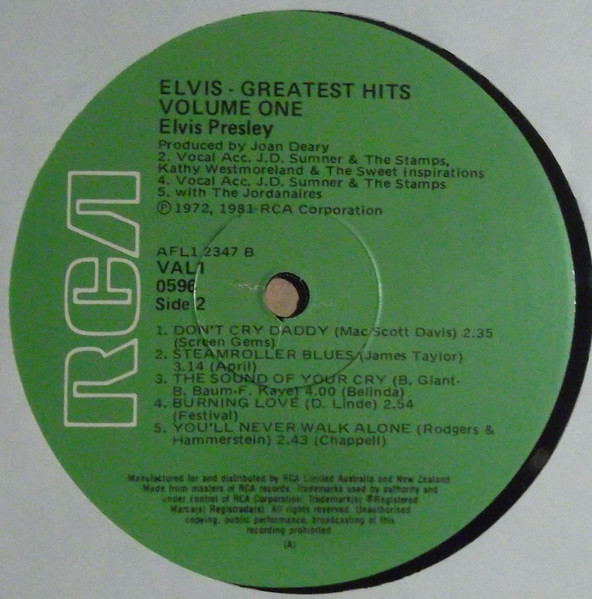 RCA
ELVIS - GREATEST HITS
VOLUME ONE
Elvis Presley
Produced by Joan Deary
2. Vocal Acc. J.D. Sumner & The Stamps,
Kathy Westmoreland & The Sweet Inspirations
4. Vocal Acc. J.D. Sumner & The Stamps
5. with The Jordanaires
Ⓟ 1972, 1981 RCA Corporation
AFL1 2347 B
VAL1
0596
Side 2
1. DON'T CRY DADDY (Mac Scott Davis) 2.35
(Screen Gems)
2. STEAMROLLER BLUES (James Taylor)
3.14 (April)
3. THE SOUND OF YOUR CRY (B. Giant-
B. Baum-F. Kaye) 4.00 (Belinda)
4. BURNING LOVE (D. Linde) 2.54
(Festival)
5. YOU'LL NEVER WALK ALONE (Rodgers &
Hammerstein) 2.43 (Chappell)
Manufactured for and distributed by RCA Limited Australia and New Zealand
Made from masters of RCA records. Trademarks used by authority and
under control of RCA Corporation. Trademark(s) ®Registered
Marca(s) Registrada(s). All rights reserved. Unauthorised
copying, public performance, broadcasting of this
recording prohibited.
(A)